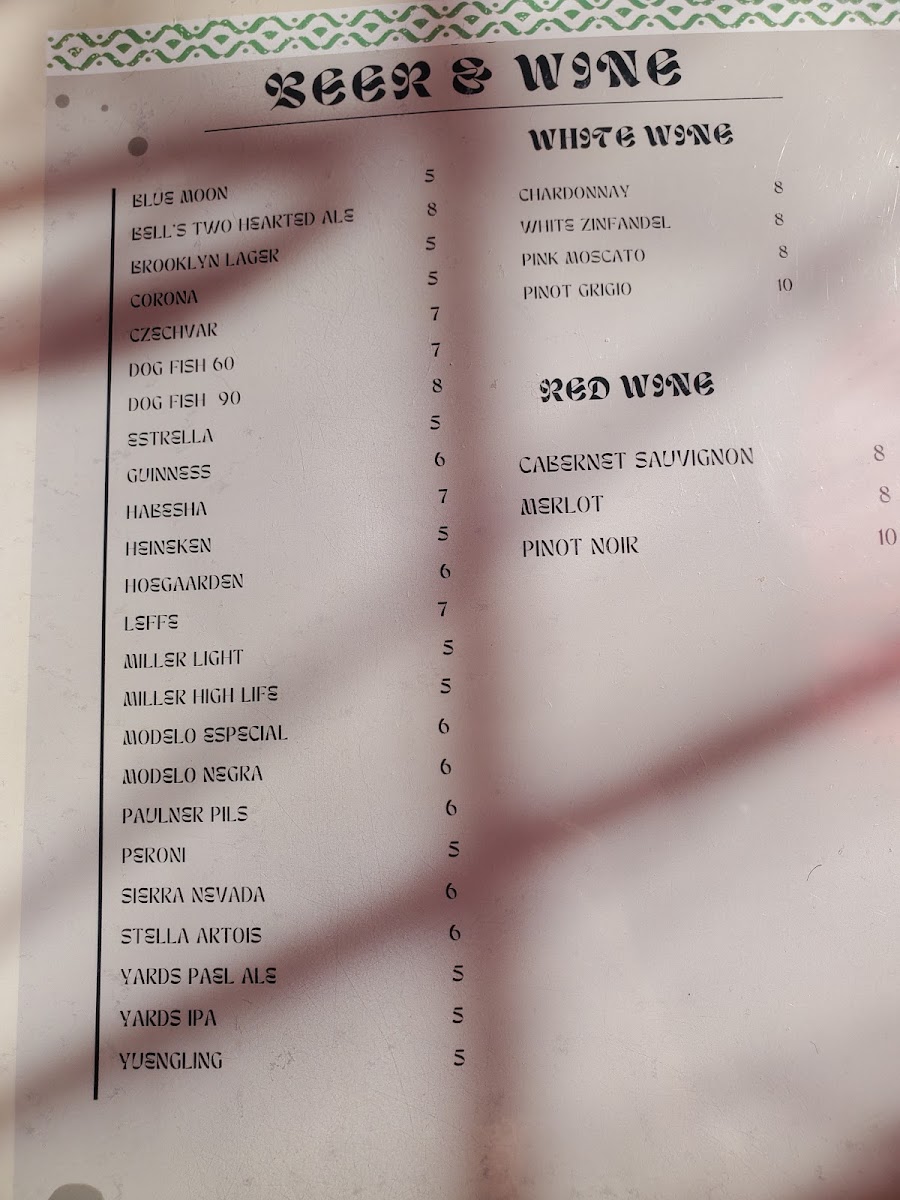 BEER & WINE
BLUE MOON 5
BELL'S TWO HEARTED ALE 8
BROOKLYN LAGER 5
CORONA 5
CZECHVAR 7
DOG FISH 60 7
DOG FISH 90 8
ESTRELLA 5
GUINNESS 6
HABESHA 7
HEINEKEN 5
HOEGAARDEN 6
LEFFE 7
MILLER LIGHT 5
MILLER HIGH LIFE 5
MODELO ESPECIAL 6
MODELO NEGRA 6
PAULNER PILS 6
PERONI 5
SIERRA NEVADA 6
STELLA ARTOIS 6
YARDS PAEL ALE 5
YARDS IPA 5
YUENGLING 5
WHITE WINE
CHARDONNAY 8
WHITE ZINFANDEL 8
PINK MOSCATO 8
PINOT GRIGIO 10
RED WINE
CABERNET SAUVIGNON 8
MERLOT 8
PINOT NOIR 10